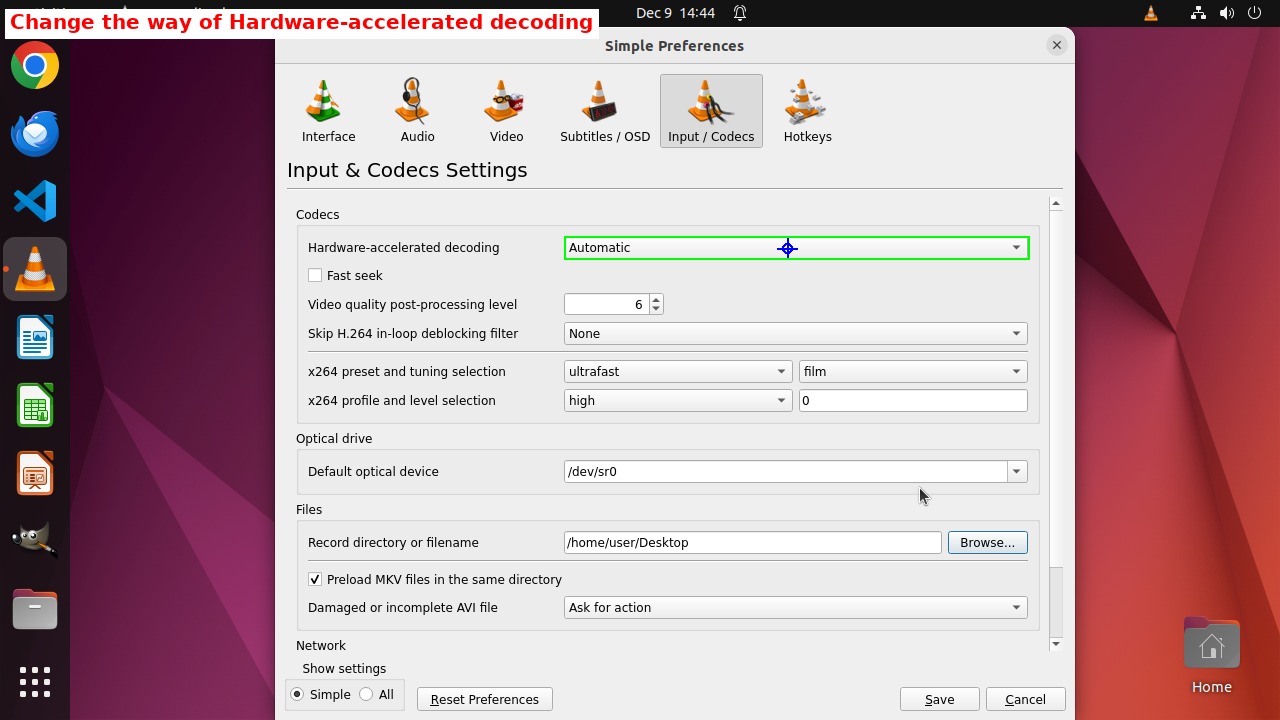 Change the way of Hardware-accelerated decoding
Dec 9 14:44
Simple Preferences
Interface
Audio
Video
Subtitles / OSD
Input / Codecs
Hotkeys
Input & Codecs Settings
Codecs
Hardware-accelerated decoding
Automatic
Fast seek
Video quality post-processing level
6
Skip H.264 in-loop deblocking filter
None
x264 preset and tuning selection
ultrafast
film
x264 profile and level selection
high
0
Optical drive
Default optical device
/dev/sr0
Files
Record directory or filename
/home/user/Desktop
Browse...
Preload MKV files in the same directory
Damaged or incomplete AVI file
Ask for action
Network
Show settings
Simple
All
Reset Preferences
Save
Cancel
Home